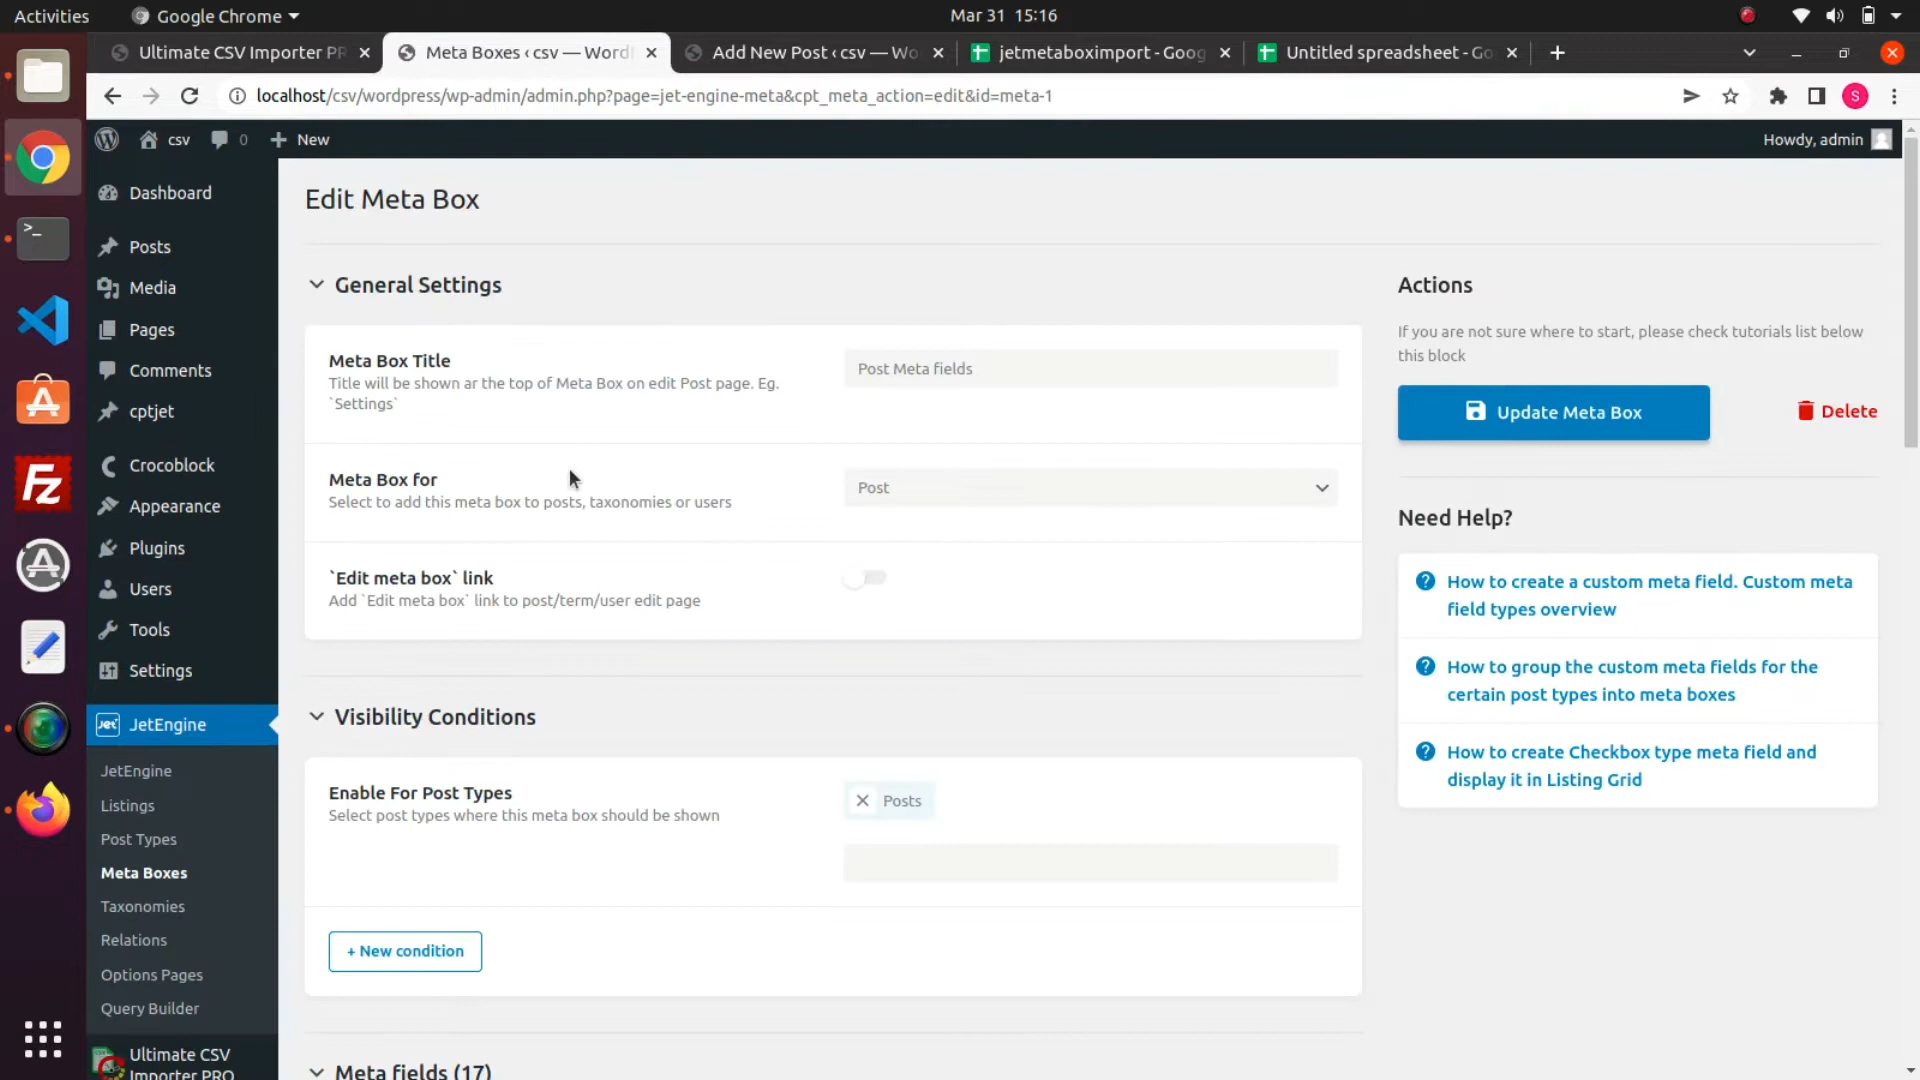 Activities
Google Chrome
Mar 31 15:16
Ultimate CSV Importer PR
Meta Boxes ‹ csv — Word
Add New Post ‹ csv — Wo
jetmetaboximport - Goog
Untitled spreadsheet - Go
localhost/csv/wordpress/wp-admin/admin.php?page=jet-engine-meta&cpt_meta_action=edit&id=meta-1
S
csv
0
New
Howdy, admin
Dashboard
Posts
Media
Pages
Comments
cptjet
Crocoblock
Appearance
Plugins
Users
Tools
Settings
JetEngine
JetEngine
Listings
Post Types
Meta Boxes
Taxonomies
Relations
Options Pages
Query Builder
Ultimate CSV
Importer PRO
Edit Meta Box
General Settings
Meta Box Title
Title will be shown ar the top of Meta Box on edit Post page. Eg.
`Settings`
Post Meta fields
Meta Box for
Select to add this meta box to posts, taxonomies or users
Post
`Edit meta box` link
Add `Edit meta box` link to post/term/user edit page
Visibility Conditions
Enable For Post Types
Select post types where this meta box should be shown
Posts
+ New condition
Meta fields (17)
Actions
If you are not sure where to start, please check tutorials list below
this block
Update Meta Box
Delete
Need Help?
How to create a custom meta field. Custom meta
field types overview
How to group the custom meta fields for the
certain post types into meta boxes
How to create Checkbox type meta field and
display it in Listing Grid